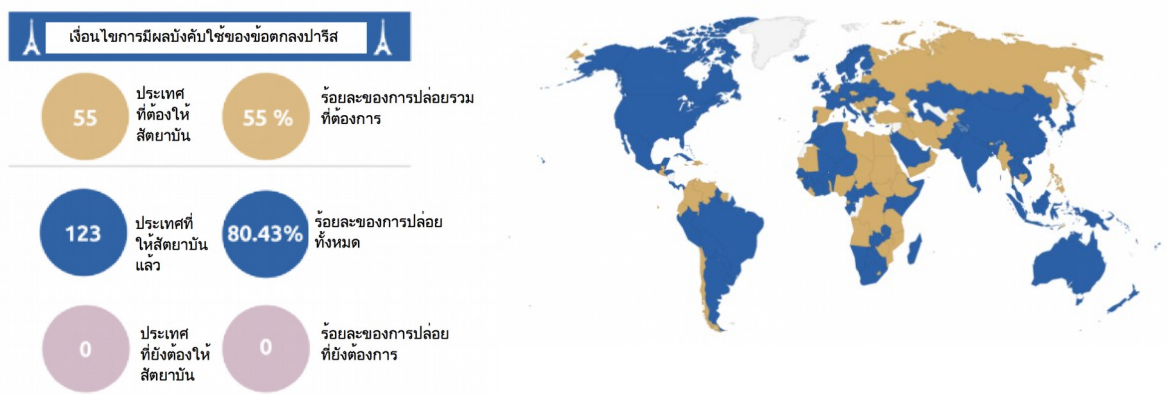 เงื่อนไขการมีผลบังคับใช้ของข้อตกลงปารีส
55
ประเทศ
ที่ต้องให้
สัตยาบัน
55 %
ร้อยละของการปล่อยรวม
ที่ต้องการ
123
ประเทศที่
ให้สัตยาบัน
แล้ว
80.43%
ร้อยละของการปล่อย
ทั้งหมด
0
ประเทศ
ที่ยังต้องให้
สัตยาบัน
0
ร้อยละของการปล่อย
ที่ยังต้องการ